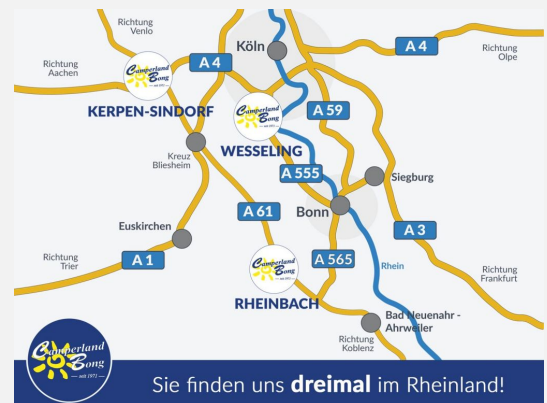 Richtung
Venlo
Köln
A 4
A 4
Richtung
Olpe
Richtung
Aachen
Camperland
Bong
seit 1971
KERPEN-SINDORF
A 59
Camperland
Bong
WESSELING
Kreuz
Bliesheim
A 555
Siegburg
Bonn
A 61
Euskirchen
A 3
Richtung
Trier
A 1
Camperland
Bong
A 565
Rhein
Richtung
Frankfurt
RHEINBACH
Bad Neuenahr -
Ahrweiler
Richtung
Koblenz
Camperland
Bong
seit 1971
Sie finden uns dreimal im Rheinland!